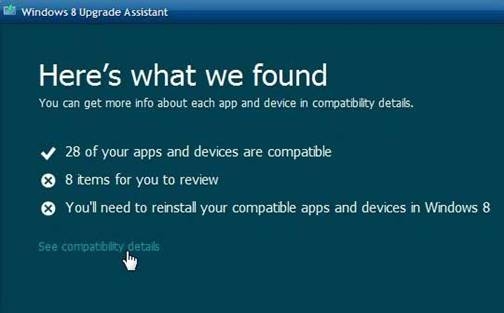 Windows 8 Upgrade Assistant
Here's what we found
You can get more info about each app and device in compatibility details.
28 of your apps and devices are compatible
8 items for you to review
You'll need to reinstall your compatible apps and devices in Windows 8
See compatibility details